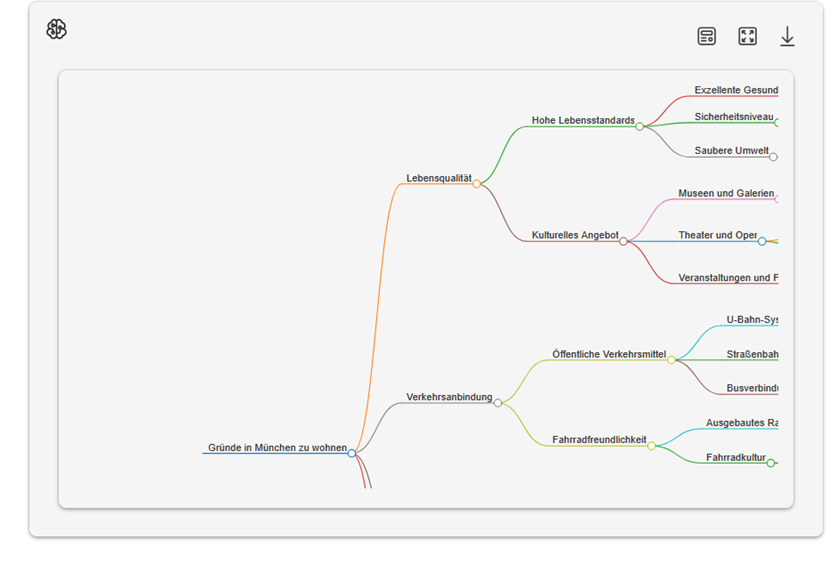 Exzellente Gesund
Hohe Lebensstandards
Sicherheitsniveau
Saubere Umwelt
Lebensqualität
Museen und Galerien
Kulturelles Angebot
Theater und Oper
Veranstaltungen und F
U-Bahn-Sys
Öffentliche Verkehrsmittel
Straßenbah
Busverbind
Verkehrsanbindung
Ausgebautes Ra
Fahrradfreundlichkeit
Fahrradkultur
Gründe in München zu wohnen